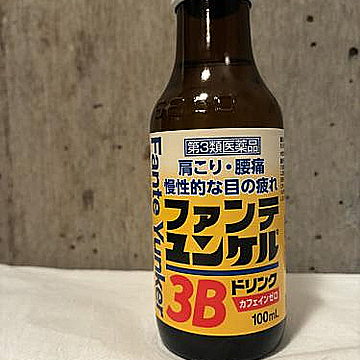 第3類医薬品
肩こり・腰痛
慢性的な目の疲れ
ファンテ
ユンケル
3B
ドリンク
カフェインゼロ
100mL
Fante Yunker